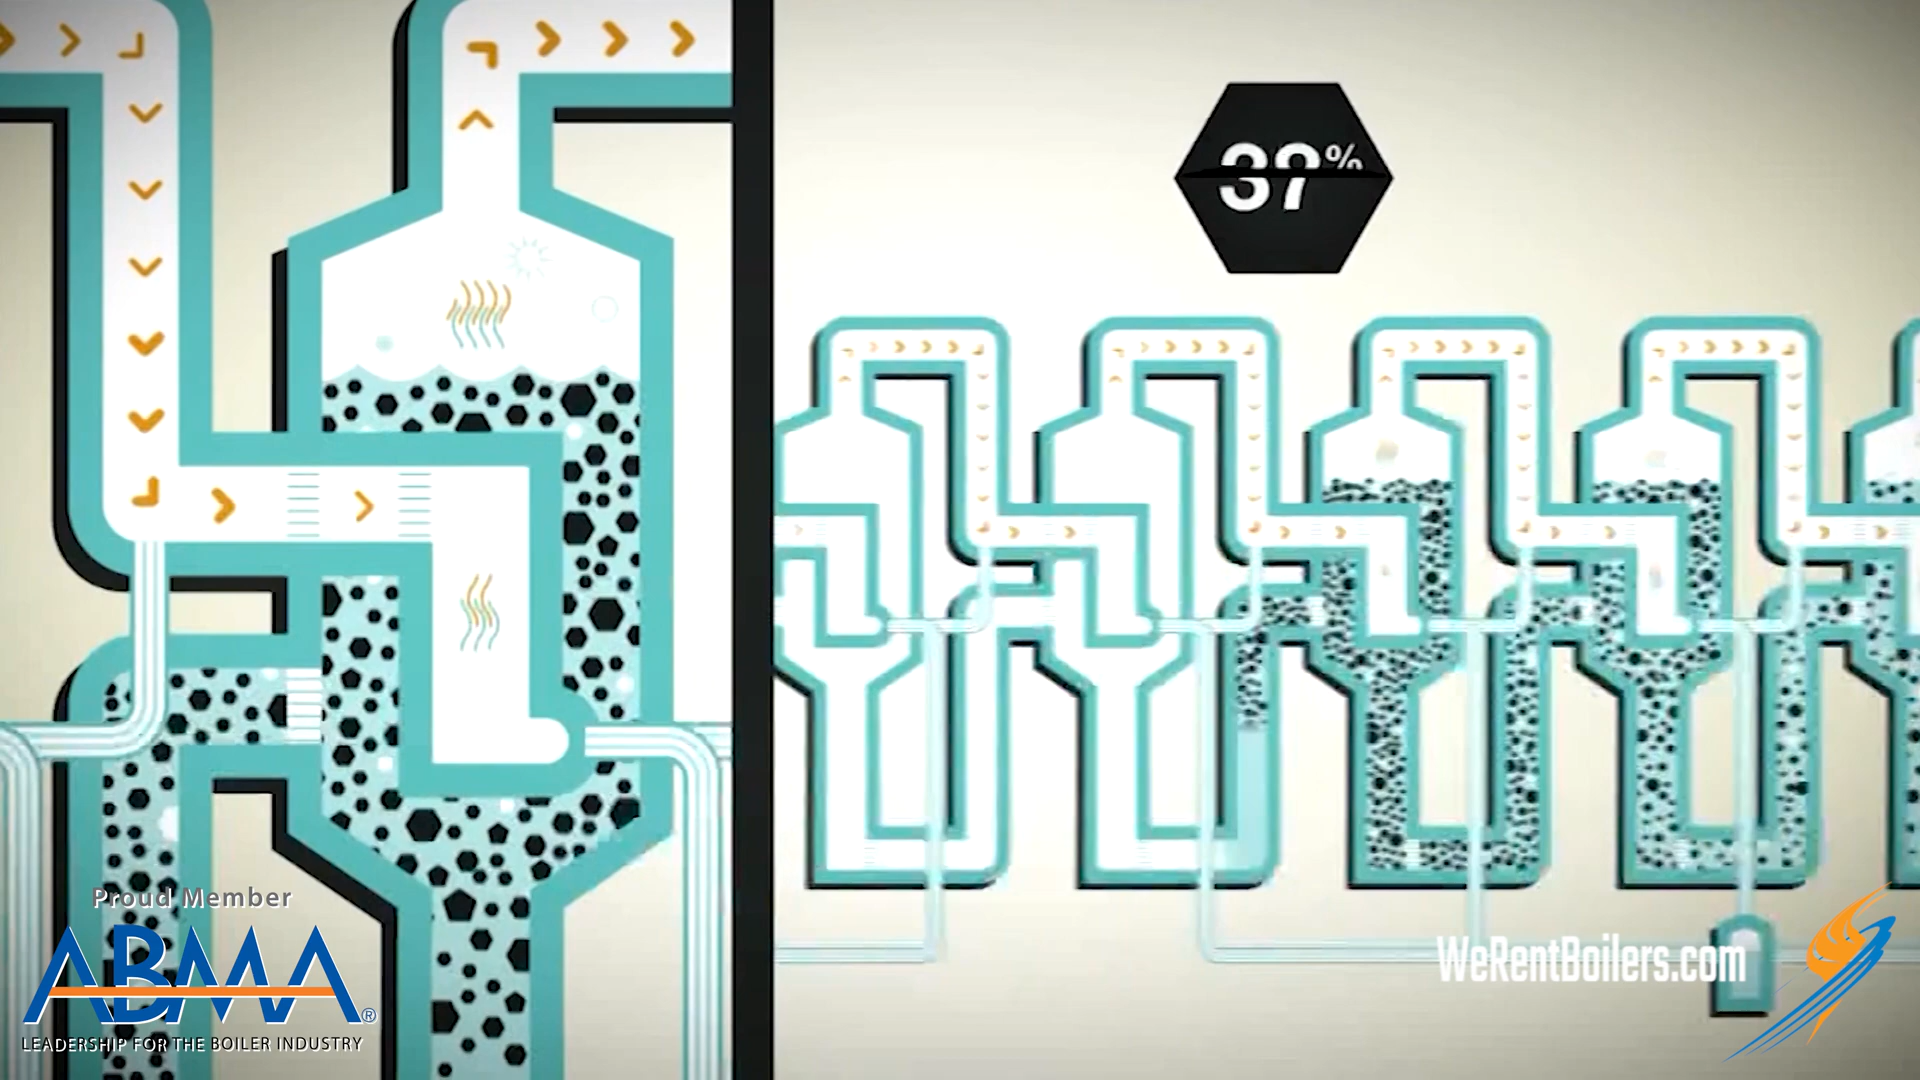 Proud Member
ABMA®
LEADERSHIP FOR THE BOILER INDUSTRY
WeRentBoilers.com